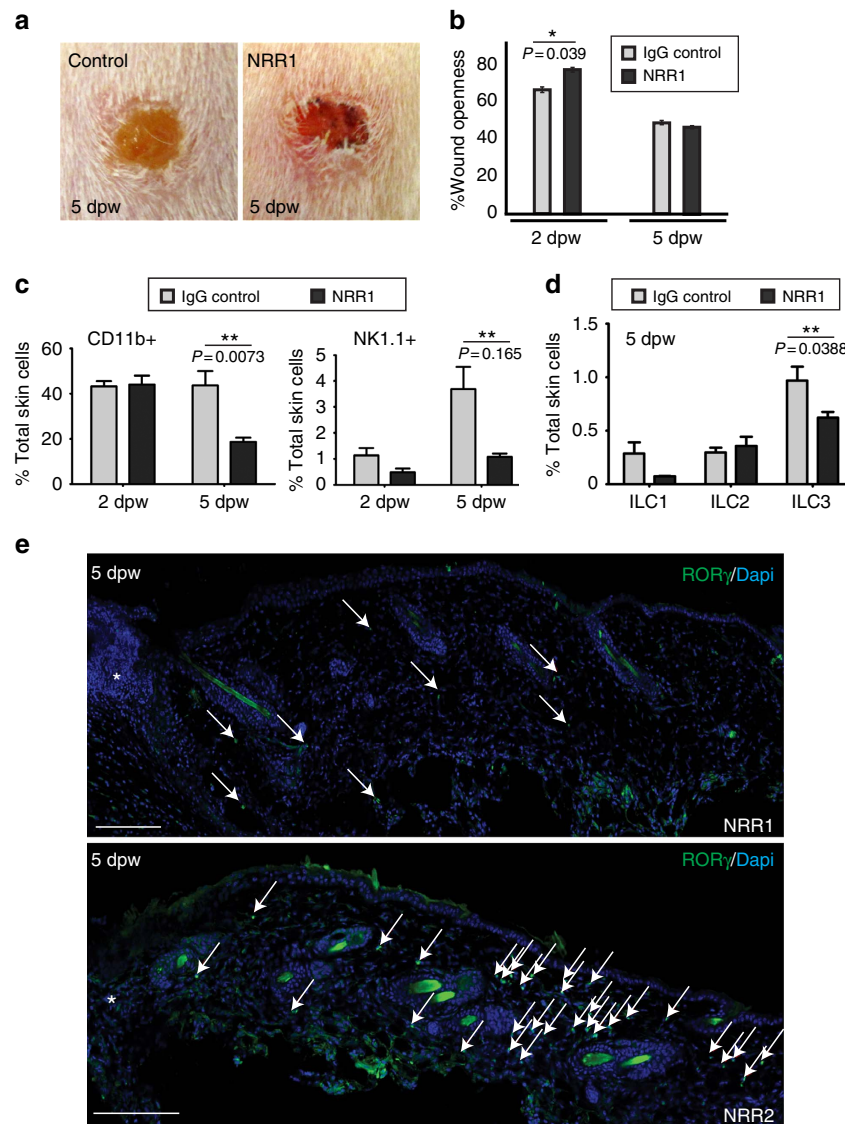 a
Control
5 dpw
NRR1
5 dpw
b
%Wound openness
80
60
40
20
0
*
P=0.039
IgG control
NRR1
2 dpw
5 dpw
c
IgG control
NRR1
CD11b+
% Total skin cells
60
40
20
0
**
P=0.0073
2 dpw
5 dpw
NK1.1+
% Total skin cells
5
4
3
2
1
0
**
P=0.165
2 dpw
5 dpw
d
IgG control
NRR1
5 dpw
% Total skin cells
1.5
1.0
0.5
0
**
P=0.0388
ILC1
ILC2
ILC3
e
5 dpw
RORγ/Dapi
*
NRR1
5 dpw
RORγ/Dapi
*
NRR2